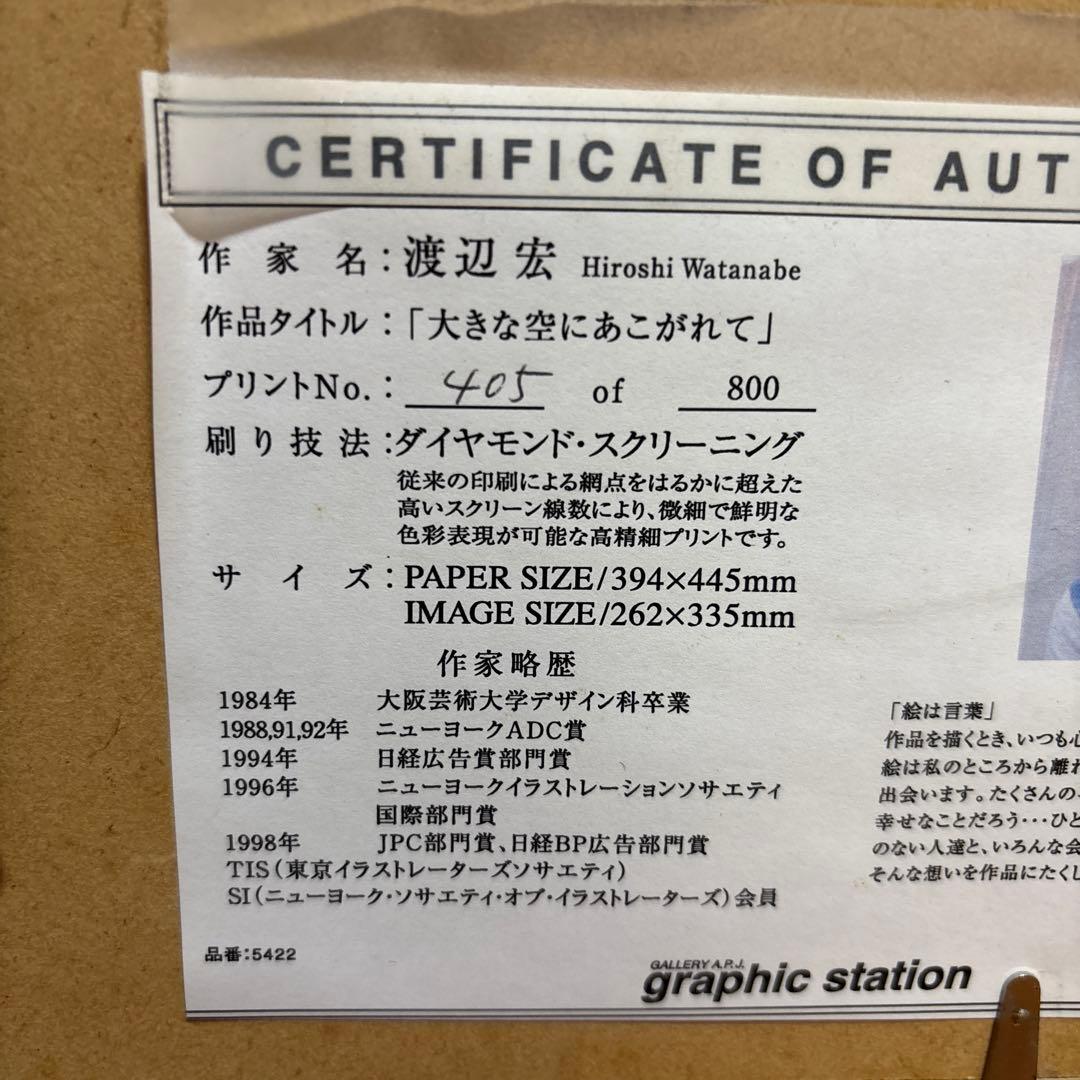 CERTIFICATE OF AUT
作家名：渡辺 宏 Hiroshi Watanabe
作品タイトル：「大きな空にあこがれて」
プリントNo.： 405 of 800
刷り技法：ダイヤモンド・スクリーニング
従来の印刷による網点をはるかに超えた
高いスクリーン線数により、微細で鮮明な
色彩表現が可能な高精細プリントです。
サイズ：PAPER SIZE/394×445mm
IMAGE SIZE/262×335mm
作家略歴
1984年 大阪芸術大学デザイン科卒業
1988,91,92年 ニューヨークADC賞
1994年 日経広告賞部門賞
1996年 ニューヨークイラストレーションソサエティ
国際部門賞
1998年 JPC部門賞、日経BP広告部門賞
TIS（東京イラストレーターズソサエティ）
SI（ニューヨーク・ソサエティ・オブ・イラストレーターズ）会員
「絵は言葉」
作品を描くとき、いつも心
絵は私のところから離れ
出会います。たくさんの
幸せなことだろう・・・ひと
のない人達と、いろんな会
そんな想いを作品にたくし
品番：5422
GALLERY A.P.J.
graphic station